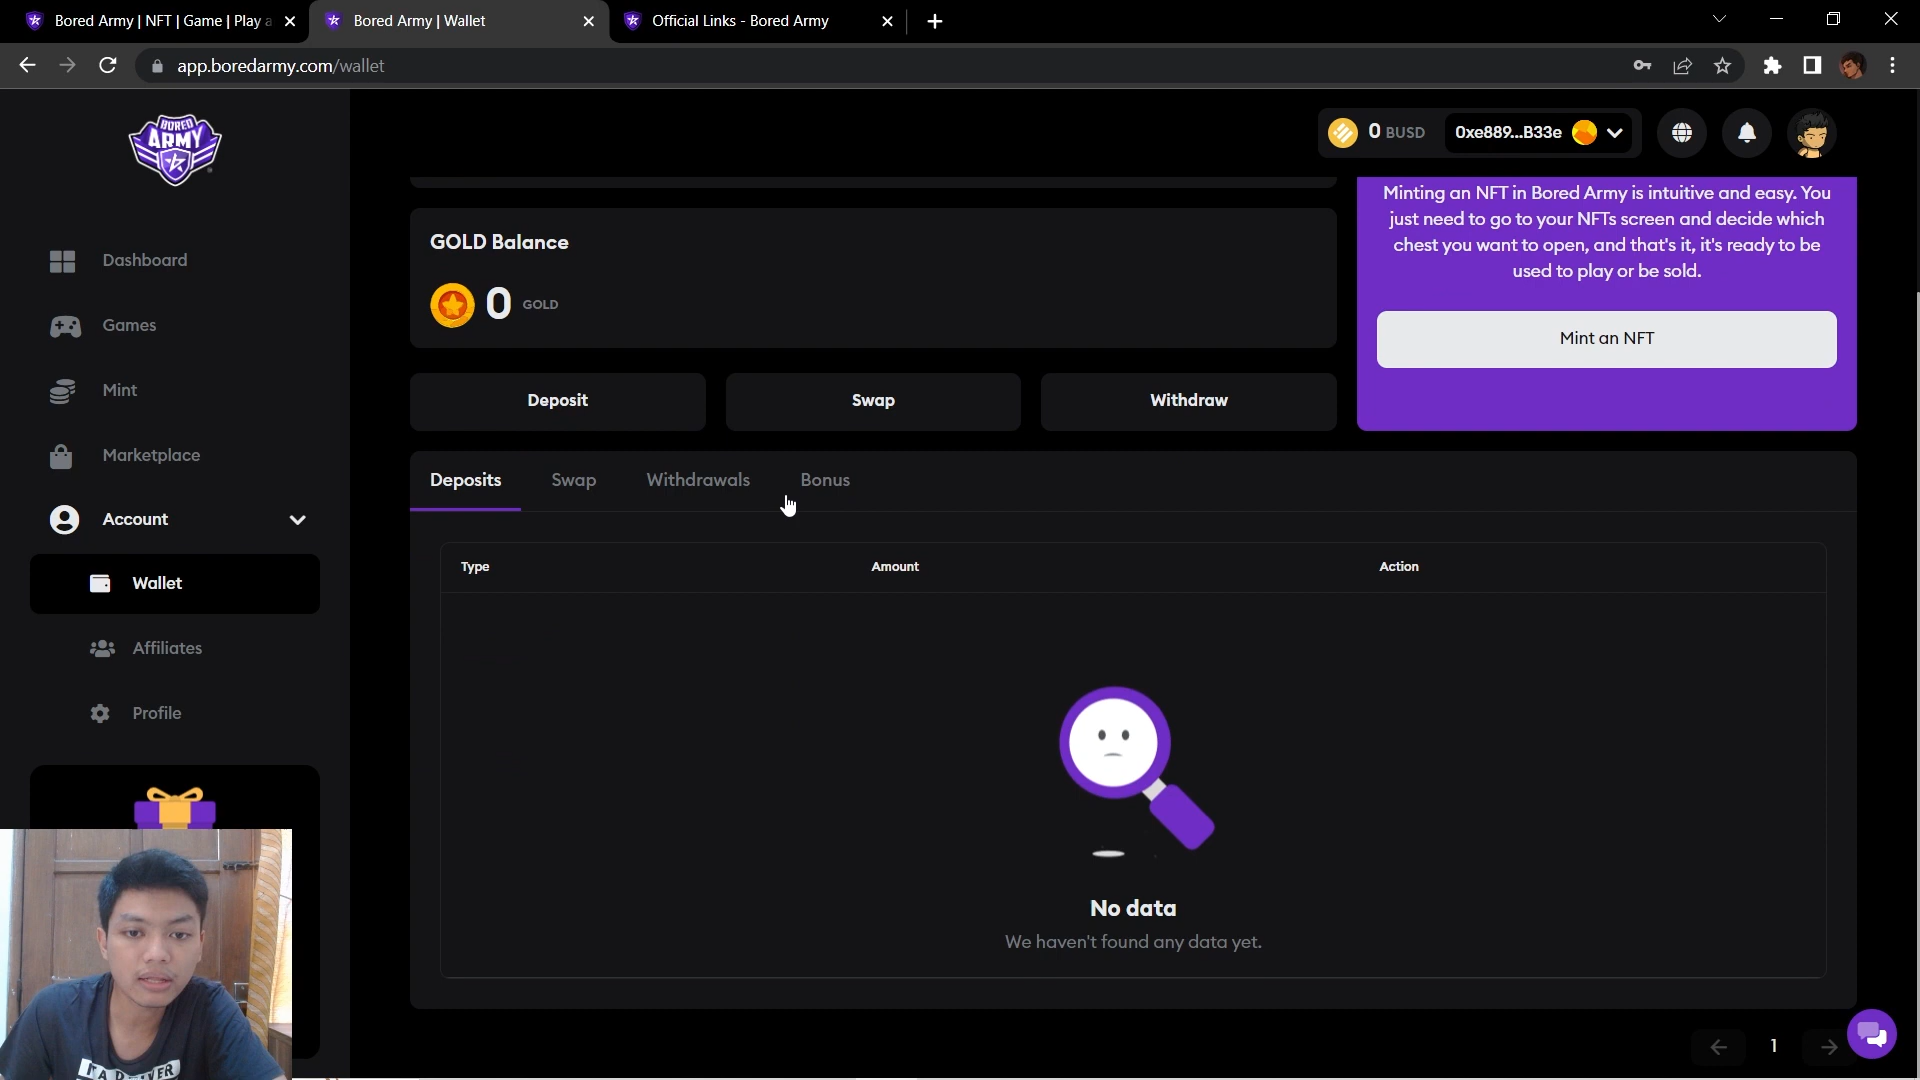 Bored Army | NFT | Game | Play a
Bored Army | Wallet
Official Links - Bored Army
app.boredarmy.com/wallet
BORED
ARMY
0 BUSD
0xe889...B33e
Dashboard
Games
Mint
Marketplace
Account
Wallet
Affiliates
Profile
GOLD Balance
0 GOLD
Minting an NFT in Bored Army is intuitive and easy. You
just need to go to your NFTs screen and decide which
chest you want to open, and that's it, it's ready to be
used to play or be sold.
Mint an NFT
Deposit
Swap
Withdraw
Deposits
Swap
Withdrawals
Bonus
Type
Amount
Action
No data
We haven't found any data yet.
1